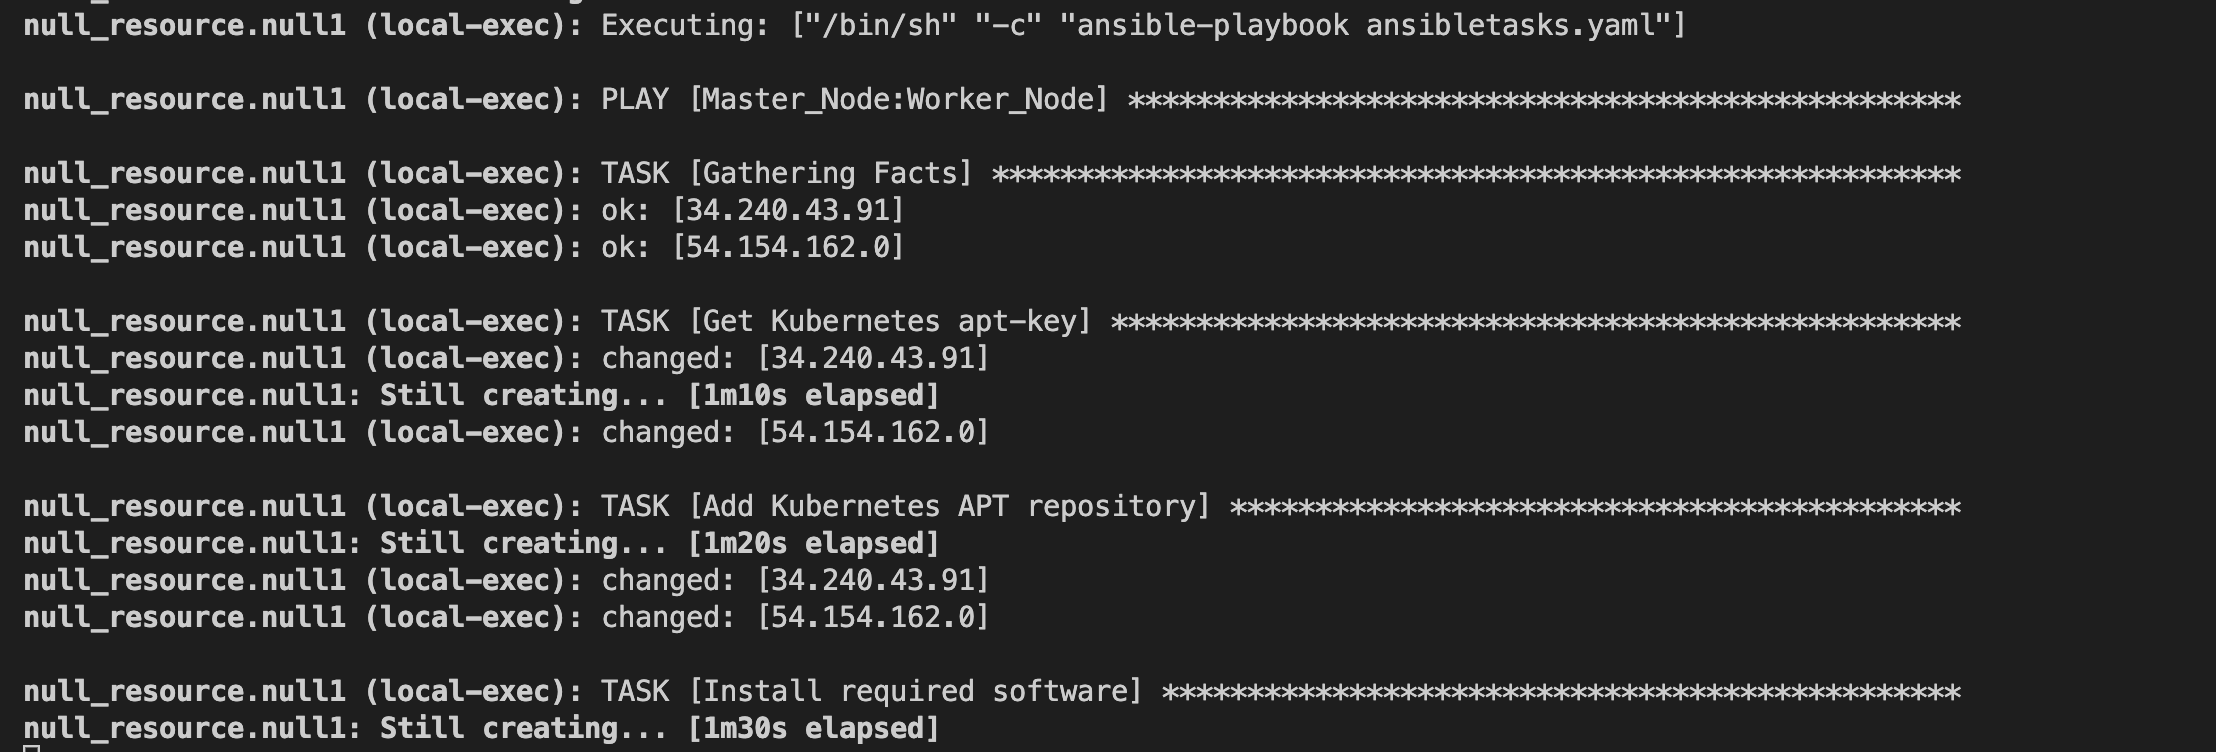 null_resource.null1 (local-exec): Executing: ["/bin/sh" "-c" "ansible-playbook ansibletasks.yaml"]
null_resource.null1 (local-exec): PLAY [Master_Node:Worker_Node] *************************************************
null_resource.null1 (local-exec): TASK [Gathering Facts] *********************************************************
null_resource.null1 (local-exec): ok: [34.240.43.91]
null_resource.null1 (local-exec): ok: [54.154.162.0]
null_resource.null1 (local-exec): TASK [Get Kubernetes apt-key] **************************************************
null_resource.null1 (local-exec): changed: [34.240.43.91]
null_resource.null1: Still creating... [1m10s elapsed]
null_resource.null1 (local-exec): changed: [54.154.162.0]
null_resource.null1 (local-exec): TASK [Add Kubernetes APT repository] *******************************************
null_resource.null1: Still creating... [1m20s elapsed]
null_resource.null1 (local-exec): changed: [34.240.43.91]
null_resource.null1 (local-exec): changed: [54.154.162.0]
null_resource.null1 (local-exec): TASK [Install required software] ***********************************************
null_resource.null1: Still creating... [1m30s elapsed]